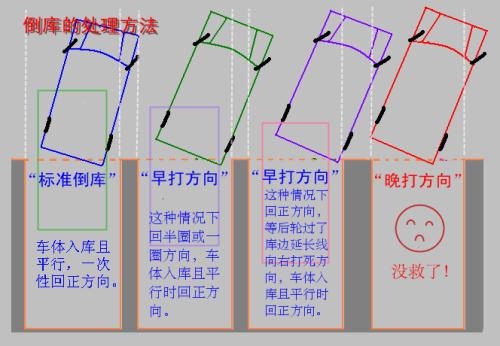 倒库的处理方法
“标准倒库”
车体入库且
平行，一次
性回正方向。
“早打方向”
这种情况下
回半圈或一
圈方向，车
体入库且平
行时回正方
向。
“早打方向”
这种情况下
回正方向，
等后轮过了
库边延长线
向右打死方
向，车体入
库且平行时
回正方向。
“晚打方向”
没救了!